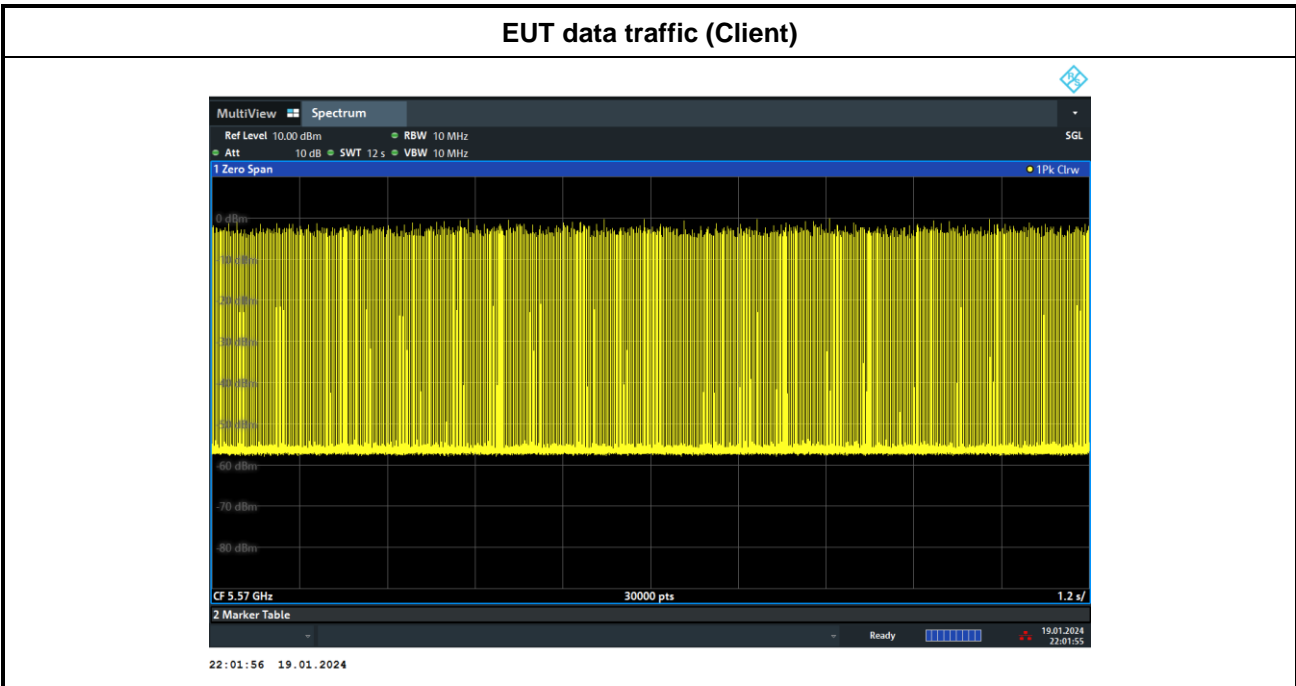 EUT data traffic (Client)
R S
MultiView Spectrum
Ref Level 10.00 dBm RBW 10 MHz SGL
Att 10 dB SWT 12 s VBW 10 MHz
1 Zero Span 1Pk Clrw
0 dBm
-10 dBm
-20 dBm
-30 dBm
-40 dBm
-50 dBm
-60 dBm
-70 dBm
-80 dBm
CF 5.57 GHz 30000 pts 1.2 s/
2 Marker Table
Ready 19.01.2024
22:01:55
22:01:56 19.01.2024